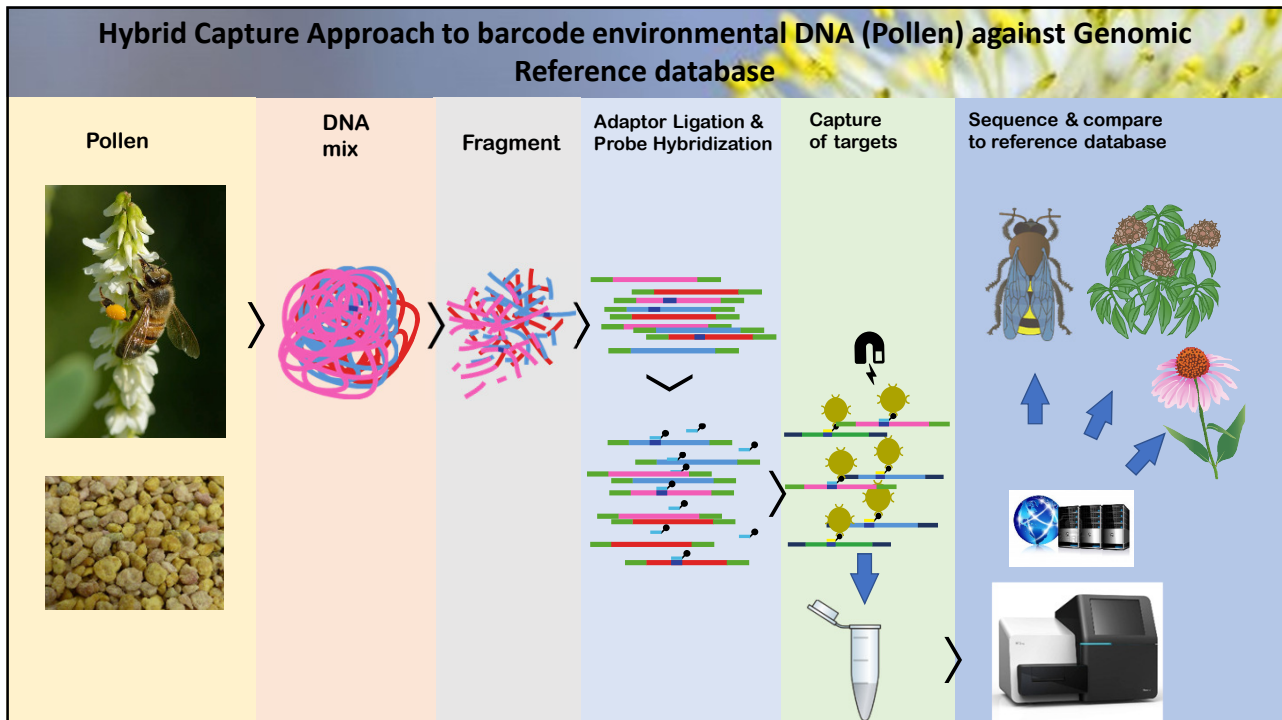 Hybrid Capture Approach to barcode environmental DNA (Pollen) against Genomic
Reference database
Pollen
DNA
mix
Fragment
Adaptor Ligation &
Probe Hybridization
Capture
of targets
Sequence & compare
to reference database